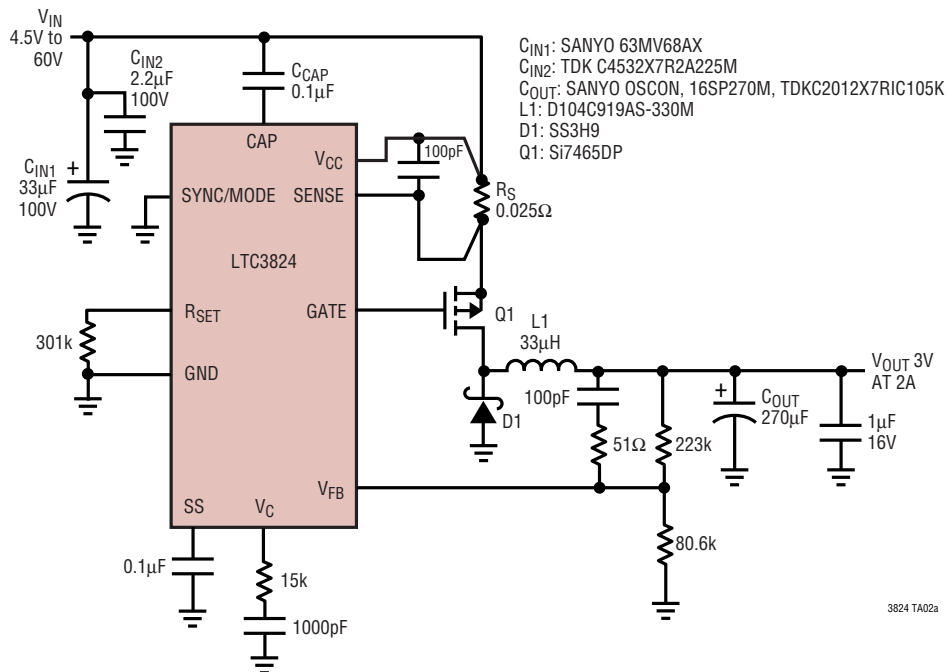 VIN
4.5V to
60V
CIN2
2.2µF
100V
CCAP
0.1µF
CIN1: SANYO 63MV68AX
CIN2: TDK C4532X7R2A225M
COUT: SANYO OSCON, 16SP270M, TDKC2012X7RIC105K
L1: D104C919AS-330M
D1: SS3H9
Q1: Si7465DP
CIN1
33µF
100V
+
CAP
VCC
100pF
SYNC/MODE
SENSE
RS
0.025Ω
LTC3824
RSET
GATE
Q1
301k
GND
L1
33µH
VOUT 3V
AT 2A
D1
100pF
51Ω
223k
+
COUT
270µF
1µF
16V
VFB
SS
VC
80.6k
0.1µF
15k
1000pF
3824 TA02a